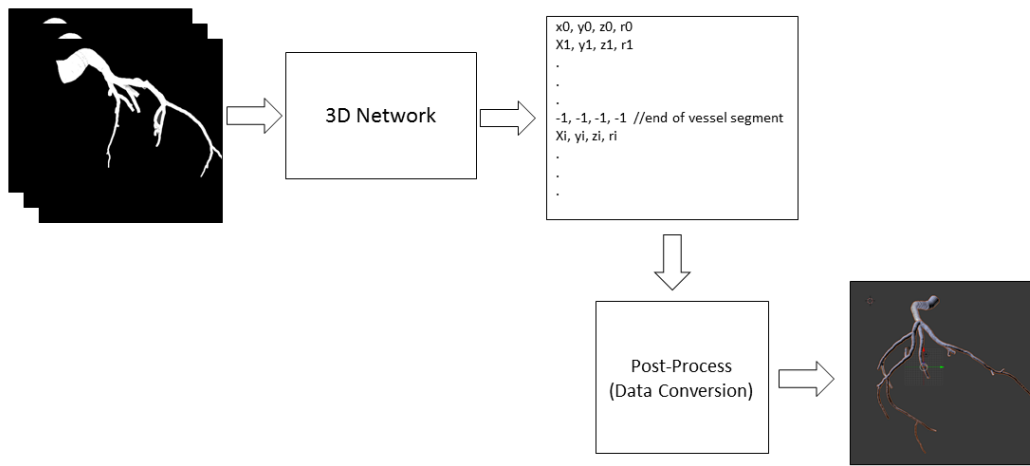 3D Network
x0, y0, z0, r0
X1, y1, z1, r1
.
.
.
-1, -1, -1, -1 //end of vessel segment
Xi, yi, zi, ri
.
.
.
Post-Process
(Data Conversion)